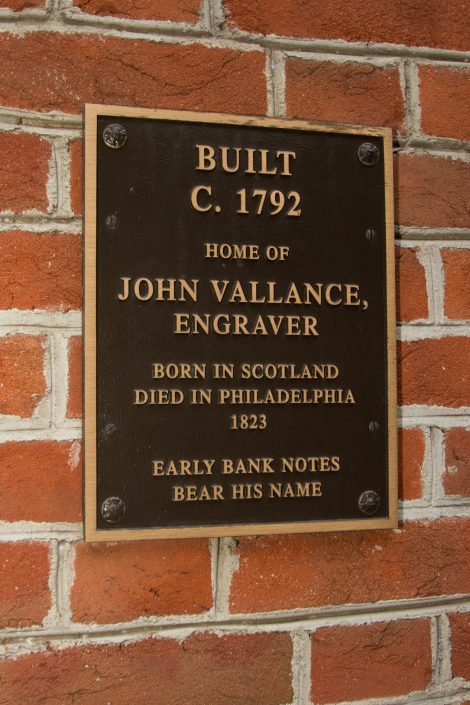 BUILT
C. 1792
HOME OF
JOHN VALLANCE,
ENGRAVER
BORN IN SCOTLAND
DIED IN PHILADELPHIA
1823
EARLY BANK NOTES
BEAR HIS NAME